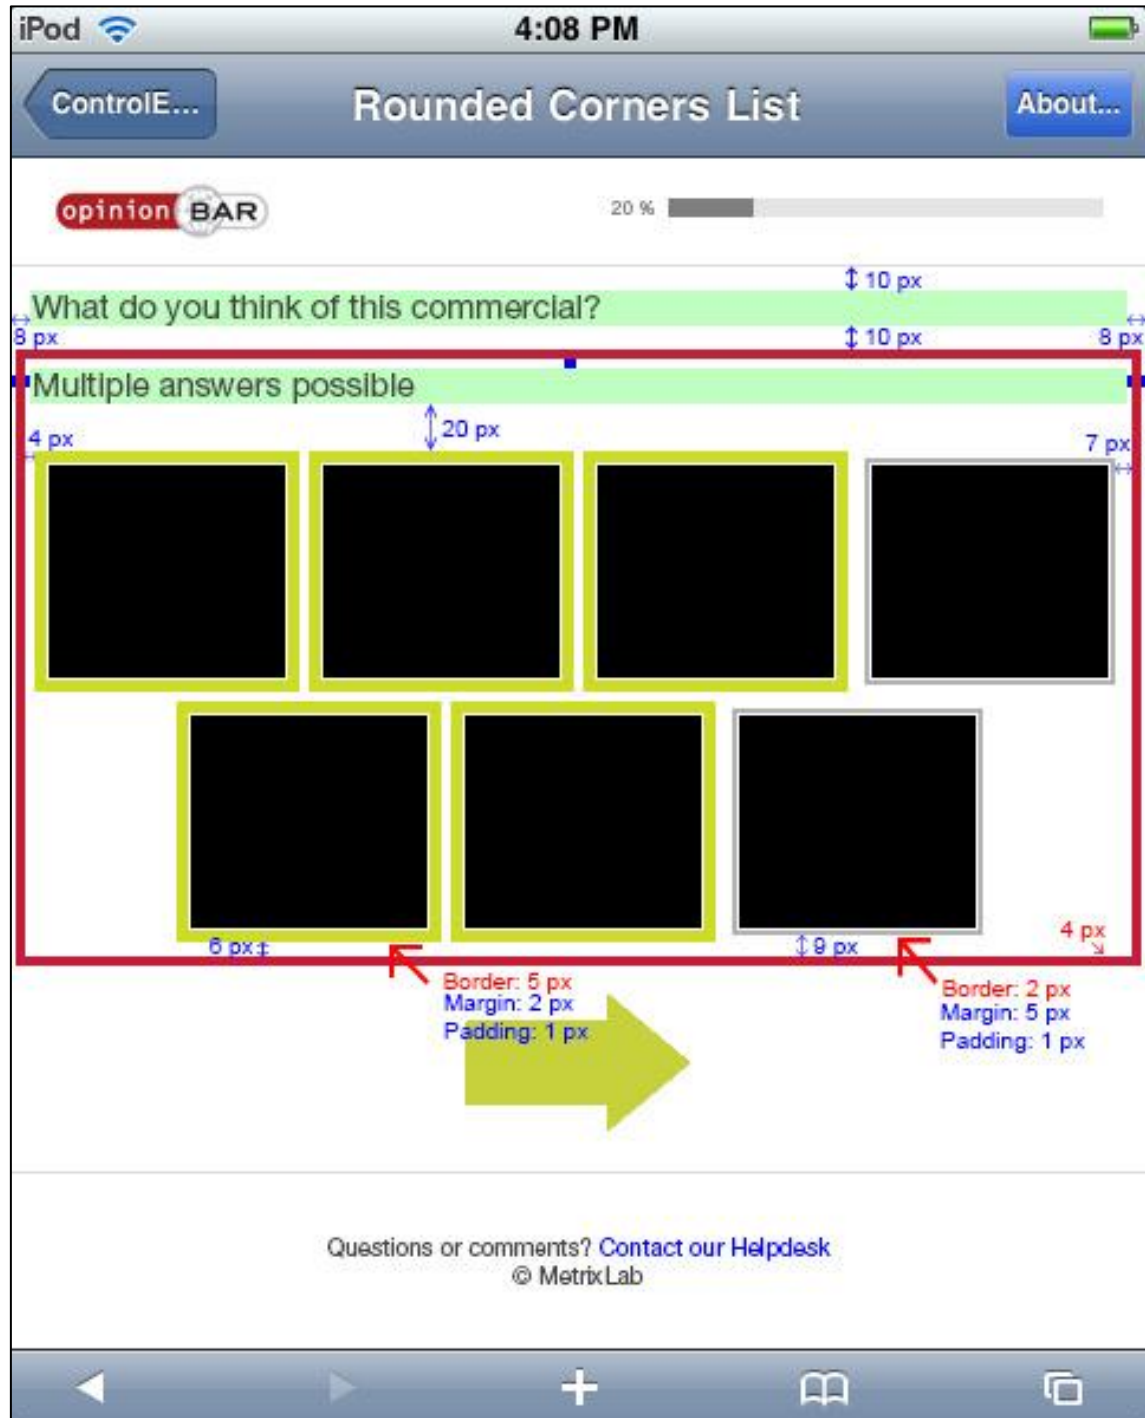 iPod 4:08 PM
ControlE... Rounded Corners List About...
opinion BAR 20 %
10 px
What do you think of this commercial?
8 px 10 px 8 px
Multiple answers possible
4 px 20 px 7 px
6 px 9 px 4 px
Border: 5 px
Margin: 2 px
Padding: 1 px
Border: 2 px
Margin: 5 px
Padding: 1 px
Questions or comments? Contact our Helpdesk
© MetrixLab